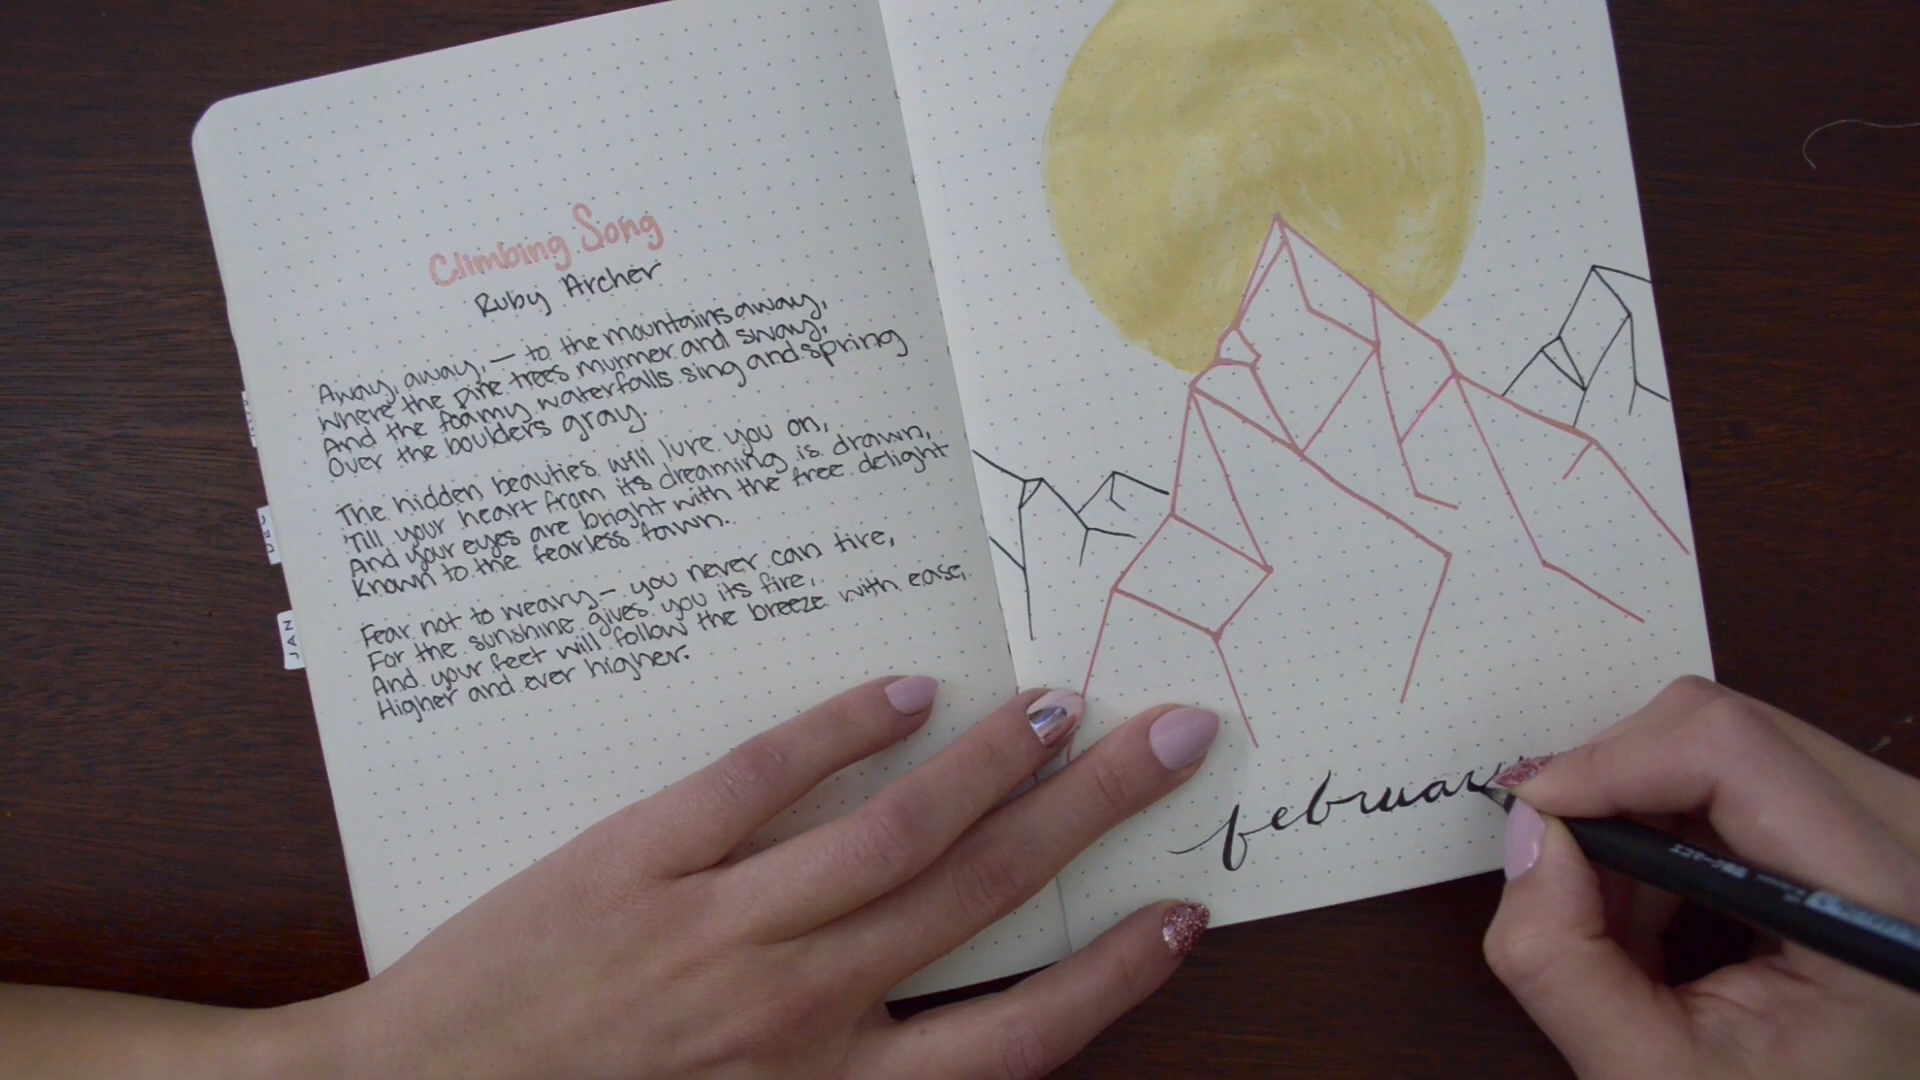 Climbing Song
Ruby Archer
Away, away, – to the mountains away,
Where the pine trees murmer and sway,
And the foamy waterfalls sing and spring
Over the boulders gray.
The hidden beauties will lure you on,
Till your heart from its dreaming is drawn,
And your eyes are bright with the free delight
Known to the fearless fawn.
Fear not to weary – you never can tire,
For the sunshine gives you its fire,
And your feet will follow the breeze with ease,
Higher and ever higher.
februar
JAN